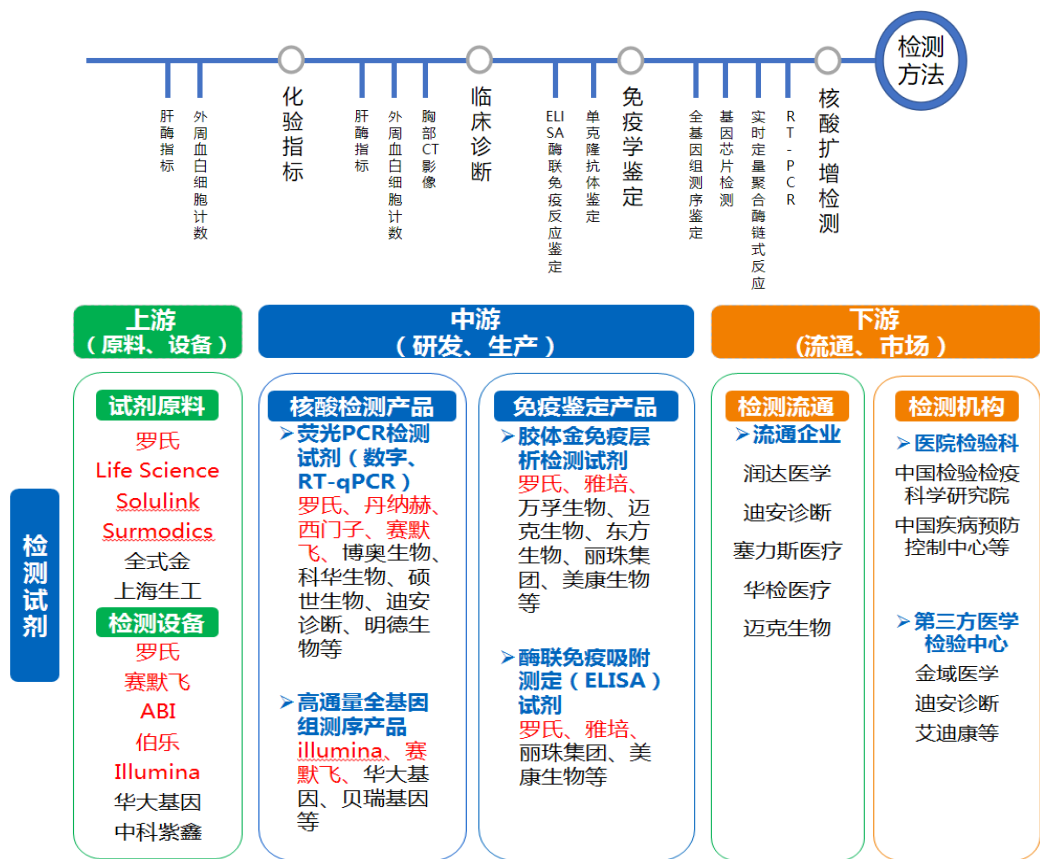 检测
方法
肝酶指标
外周血白细胞计数
化验指标
肝酶指标
外周血白细胞计数
胸部CT影像
临床诊断
ELISA酶联免疫反应鉴定
单克隆抗体鉴定
免疫学鉴定
全基因组测序鉴定
基因芯片检测
实时定量聚合酶链式反应
RT-PCR
核酸扩增检测
上游
（原料、设备）
中游
（研发、生产）
下游
(流通、市场）
检测试剂
试剂原料
罗氏
Life Science
Solulink
Surmodics
全式金
上海生工
检测设备
罗氏
赛默飞
ABI
伯乐
Illumina
华大基因
中科紫鑫
核酸检测产品
➢荧光PCR检测
试剂（数字、
RT-qPCR）
罗氏、丹纳赫、
西门子、赛默
飞、博奥生物、
科华生物、硕
世生物、迪安
诊断、明德生
物等
➢高通量全基因
组测序产品
illumina、赛
默飞、华大基
因、贝瑞基因
等
免疫鉴定产品
➢胶体金免疫层
析检测试剂
罗氏、雅培、
万孚生物、迈
克生物、东方
生物、丽珠集
团、美康生物
等
➢酶联免疫吸附
测定（ELISA）
试剂
罗氏、雅培、
丽珠集团、美
康生物等
检测流通
➢流通企业
润达医学
迪安诊断
塞力斯医疗
华检医疗
迈克生物
检测机构
➢医院检验科
中国检验检疫
科学研究院
中国疾病预防
控制中心等
➢第三方医学
检验中心
金域医学
迪安诊断
艾迪康等